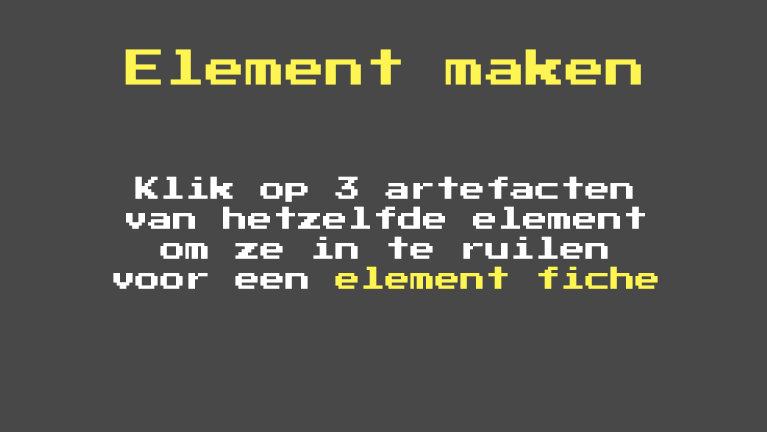 Element maken
Klik op 3 artefacten
van hetzelfde element
om ze in te ruilen
voor een element fiche